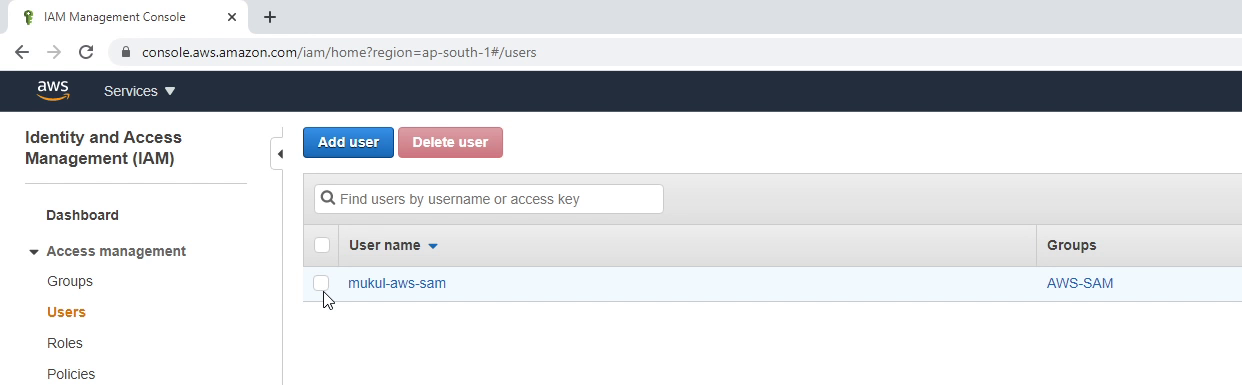 IAM Management Console
console.aws.amazon.com/iam/home?region=ap-south-1#/users
aws
Services
Identity and Access
Management (IAM)
Dashboard
Access management
Groups
Users
Roles
Policies
Add user
Delete user
Find users by username or access key
User name
Groups
mukul-aws-sam
AWS-SAM